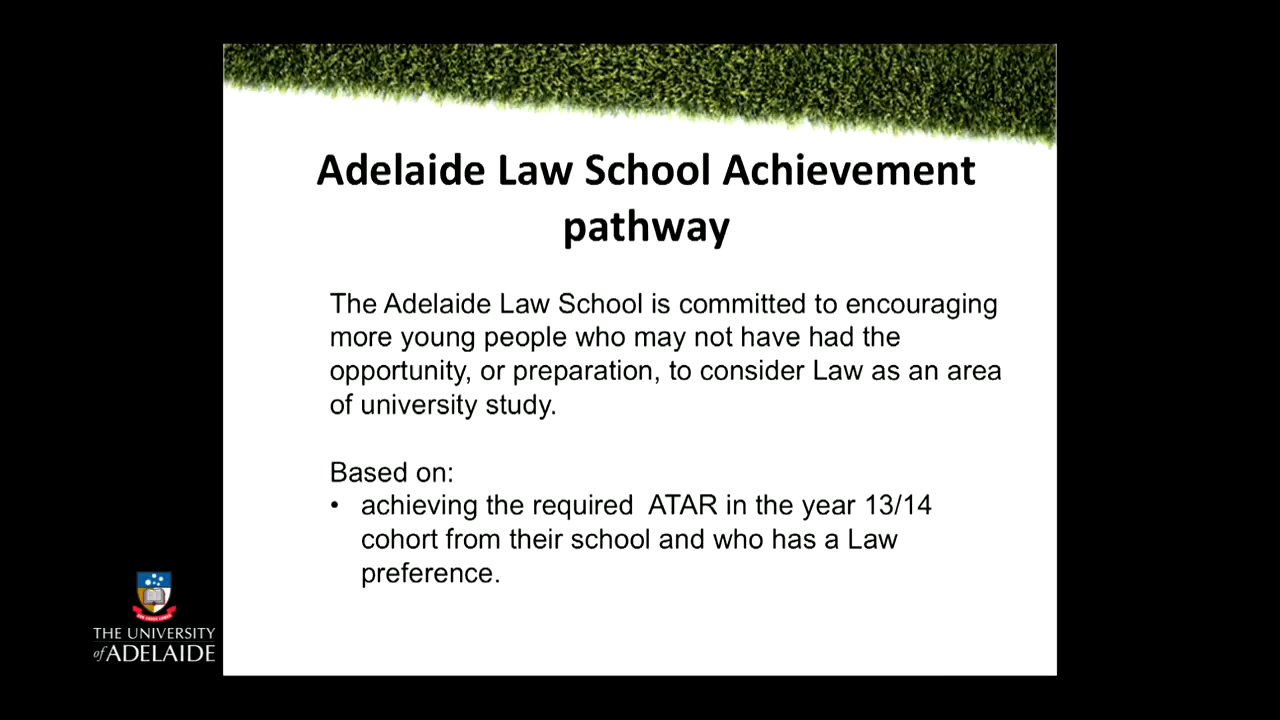 Adelaide Law School Achievement
pathway
The Adelaide Law School is committed to encouraging
more young people who may not have had the
opportunity, or preparation, to consider Law as an area
of university study.
Based on:
• achieving the required ATAR in the year 13/14
cohort from their school and who has a Law
preference.
THE UNIVERSITY
of ADELAIDE